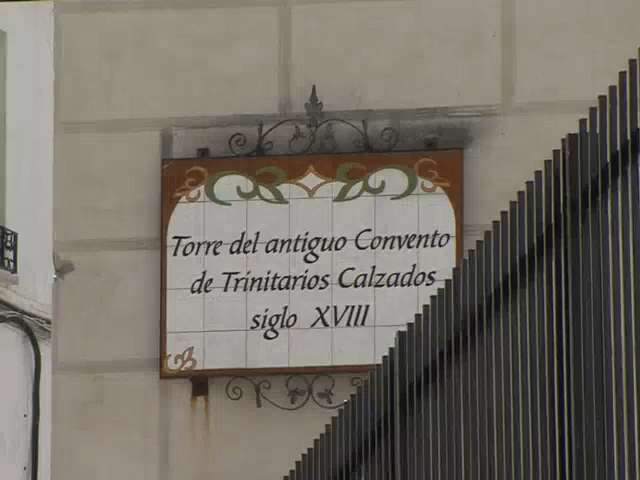 Torre del antiguo Convento
de Trinitarios Calzados
siglo XVIII